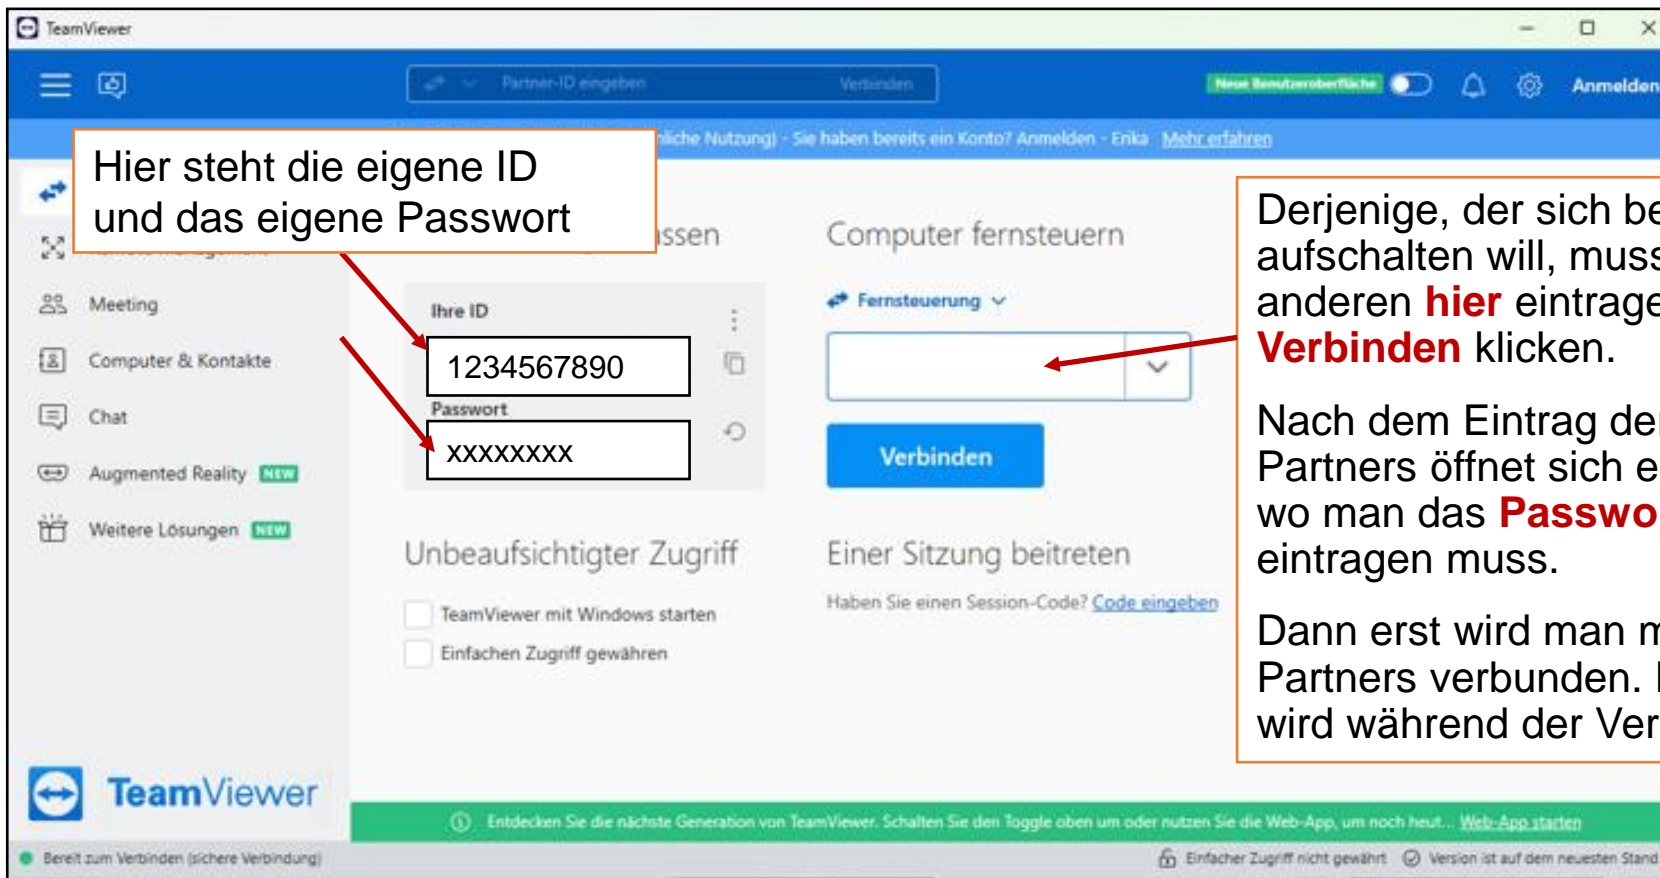 TeamViewer
Partner-ID eingeben Verbinden Neue Benutzeroberfläche Anmelden
nliche Nutzung) - Sie haben bereits ein Konto? Anmelden - Erika Mehr erfahren
Hier steht die eigene ID
und das eigene Passwort
Meeting
Computer & Kontakte
Chat
Augmented Reality NEW
Weitere Lösungen NEW
TeamViewer
ssen
Ihre ID
1234567890
Passwort
xxxxxxxx
Unbeaufsichtigter Zugriff
TeamViewer mit Windows starten
Einfachen Zugriff gewähren
Computer fernsteuern
Fernsteuerung
Verbinden
Einer Sitzung beitreten
Haben Sie einen Session-Code? Code eingeben
Derjenige, der sich be
aufschalten will, muss
anderen hier eintrage
Verbinden klicken.
Nach dem Eintrag der
Partners öffnet sich e
wo man das Passwo
eintragen muss.
Dann erst wird man m
Partners verbunden.
wird während der Ver
Entdecken Sie die nächste Generation von TeamViewer. Schalten Sie den Toggle oben um oder nutzen Sie die Web-App, um noch heut... Web-App starten
Bereit zum Verbinden (sichere Verbindung)
Einfacher Zugriff nicht gewährt Version ist auf dem neuesten Stand